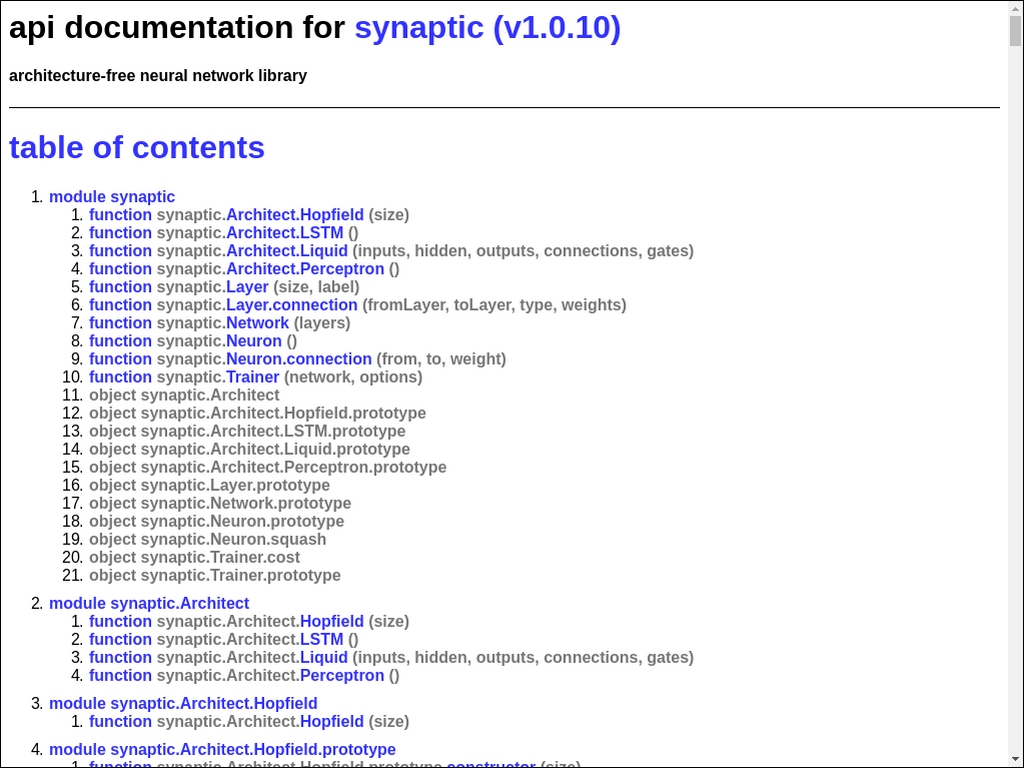 api documentation for synaptic (v1.0.10)
architecture-free neural network library
table of contents
1. module synaptic
1. function synaptic.Architect.Hopfield (size)
2. function synaptic.Architect.LSTM ()
3. function synaptic.Architect.Liquid (inputs, hidden, outputs, connections, gates)
4. function synaptic.Architect.Perceptron ()
5. function synaptic.Layer (size, label)
6. function synaptic.Layer.connection (fromLayer, toLayer, type, weights)
7. function synaptic.Network (layers)
8. function synaptic.Neuron ()
9. function synaptic.Neuron.connection (from, to, weight)
10. function synaptic.Trainer (network, options)
11. object synaptic.Architect
12. object synaptic.Architect.Hopfield.prototype
13. object synaptic.Architect.LSTM.prototype
14. object synaptic.Architect.Liquid.prototype
15. object synaptic.Architect.Perceptron.prototype
16. object synaptic.Layer.prototype
17. object synaptic.Network.prototype
18. object synaptic.Neuron.prototype
19. object synaptic.Neuron.squash
20. object synaptic.Trainer.cost
21. object synaptic.Trainer.prototype
2. module synaptic.Architect
1. function synaptic.Architect.Hopfield (size)
2. function synaptic.Architect.LSTM ()
3. function synaptic.Architect.Liquid (inputs, hidden, outputs, connections, gates)
4. function synaptic.Architect.Perceptron ()
3. module synaptic.Architect.Hopfield
1. function synaptic.Architect.Hopfield (size)
4. module synaptic.Architect.Hopfield.prototype
1. function synaptic.Architect.Hopfield.prototype.constructor (size)